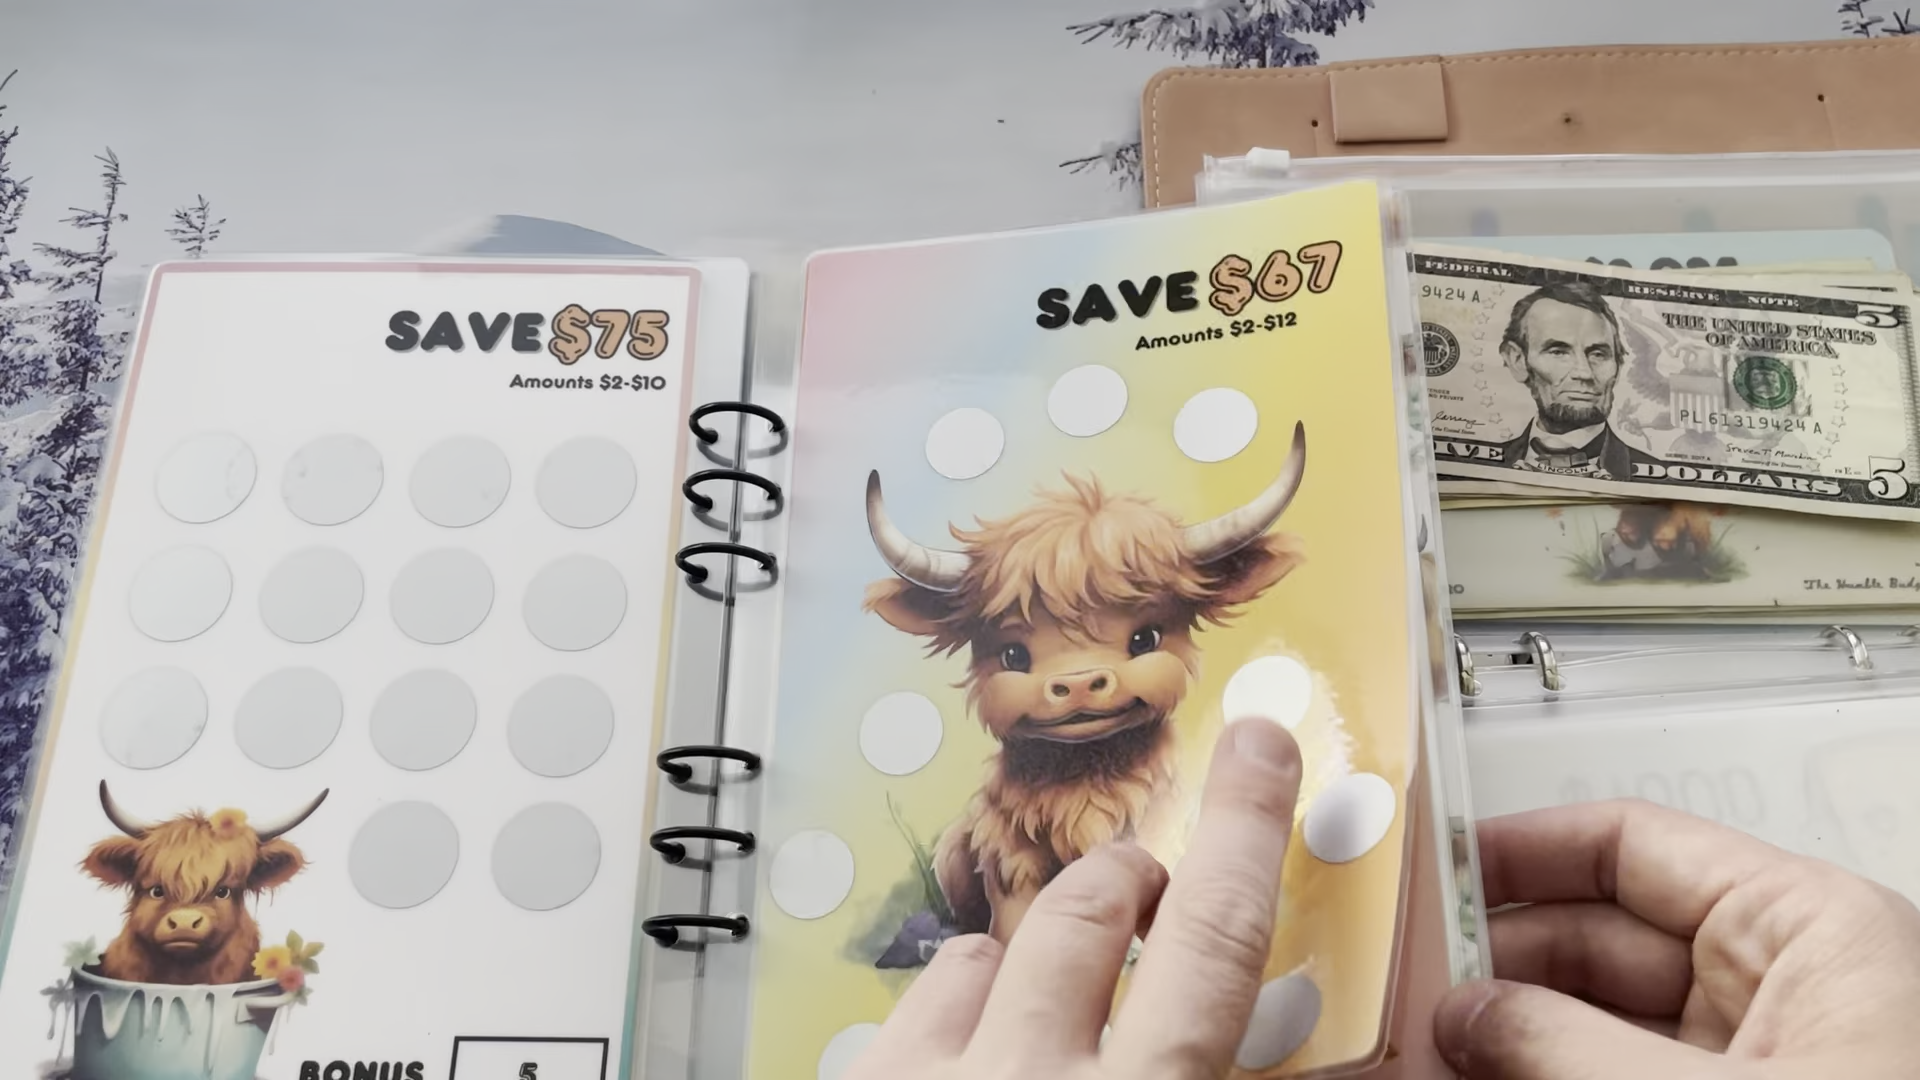 SAVE $75
Amounts $2-$10
BONUS
5
SAVE $67
Amounts $2-$12
FEDERAL RESERVE NOTE
9424 A
THE UNITED STATES
OF AMERICA
PL 61319424 A
LINCOLN
DOLLARS
5
5
The Humble Budg